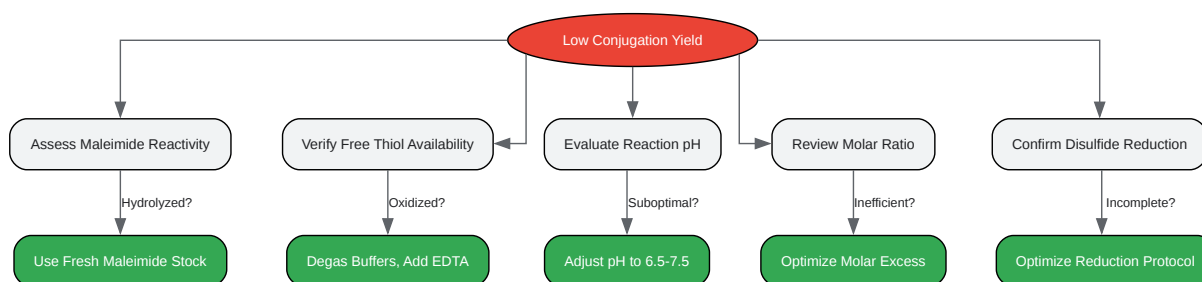 Low Conjugation Yield
Assess Maleimide Reactivity
Verify Free Thiol Availability
Evaluate Reaction pH
Review Molar Ratio
Confirm Disulfide Reduction
Hydrolyzed?
Oxidized?
Suboptimal?
Inefficient?
Incomplete?
Use Fresh Maleimide Stock
Degas Buffers, Add EDTA
Adjust pH to 6.5-7.5
Optimize Molar Excess
Optimize Reduction Protocol